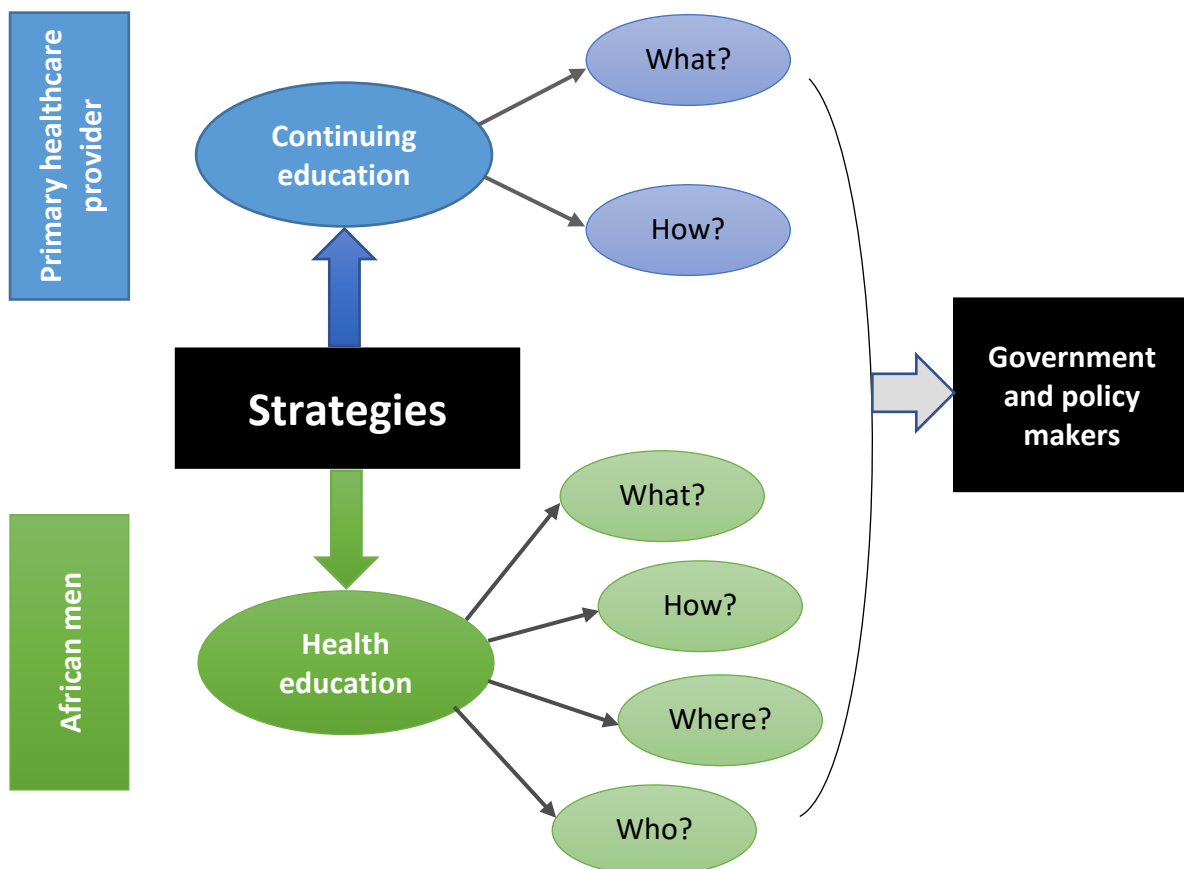 Primary healthcare
provider
Continuing
education
What?
How?
Strategies
Government
and policy
makers
African men
Health
education
What?
How?
Where?
Who?